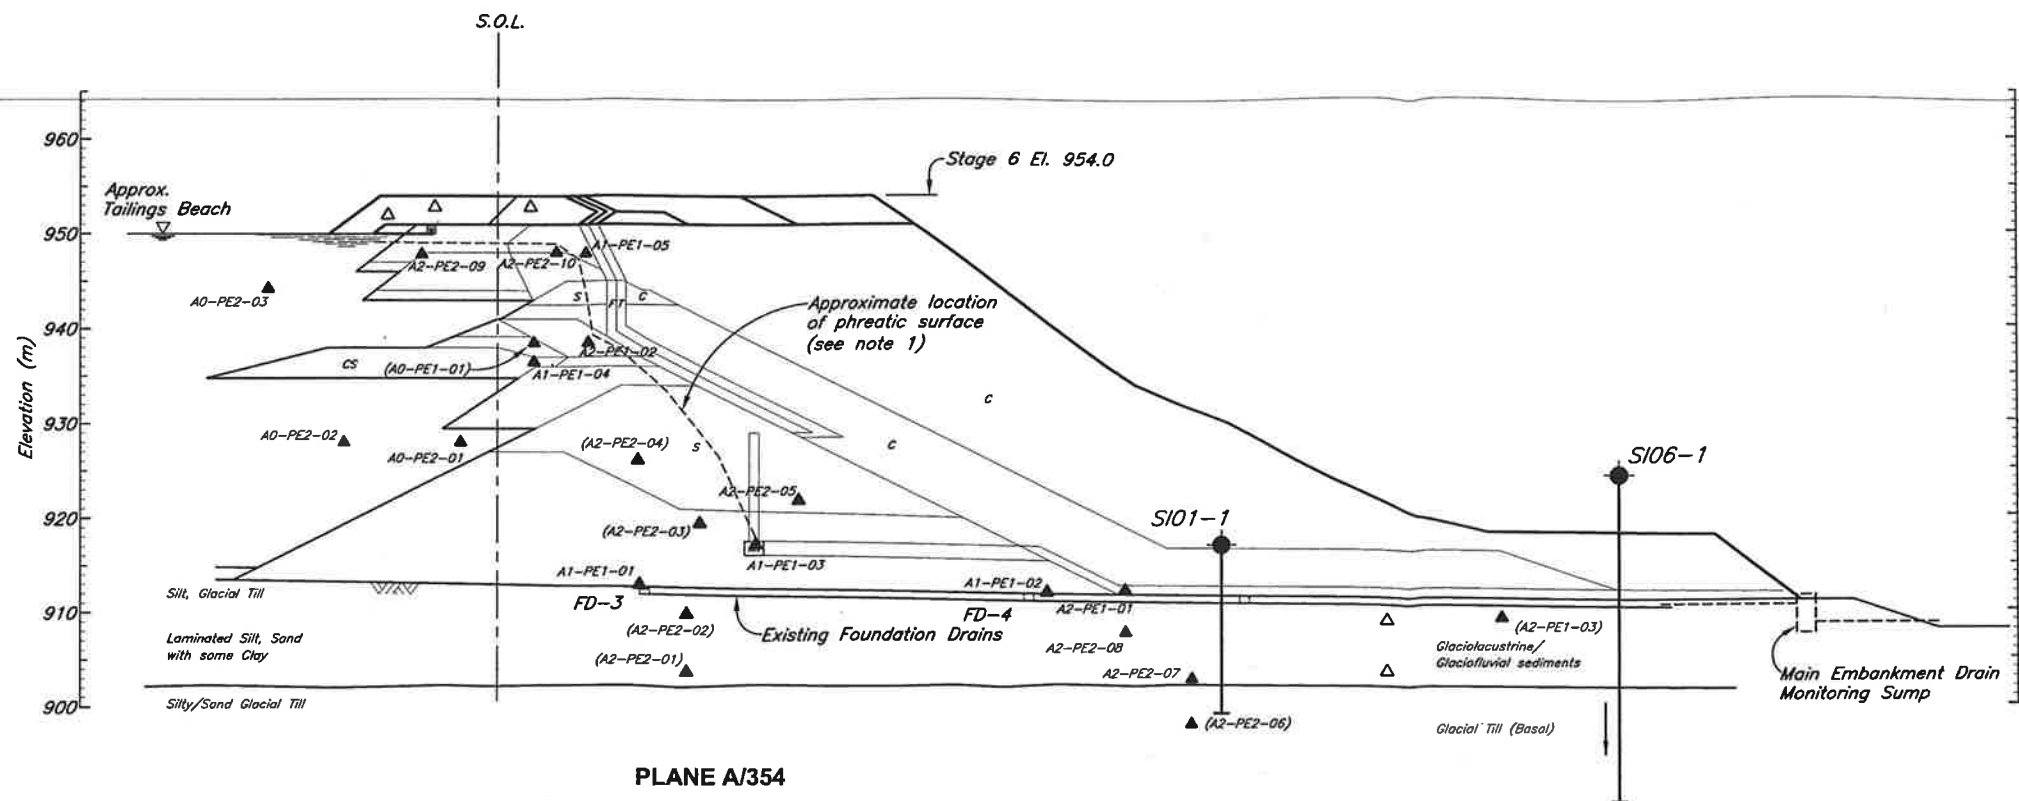 S.O.L.
960
950
940
930
920
910
900
Elevation (m)
Approx.
Tailings Beach
Stage 6 El. 954.0
A1-PE1-05
A2-PE2-09
A2-PE2-10
A0-PE2-03
S
FT
C
Approximate location
of phreatic surface
(see note 1)
CS
(A0-PE1-01)
A2-PE1-02
A1-PE1-04
C
A0-PE2-02
A0-PE2-01
(A2-PE2-04)
S
C
SI06-1
A2-PE2-05
(A2-PE2-03)
SI01-1
A1-PE1-03
A1-PE1-01
A1-PE1-02
Silt, Glacial Till
FD-3
FD-4
A2-PE1-01
(A2-PE2-02)
Existing Foundation Drains
(A2-PE1-03)
Laminated Silt, Sand
with some Clay
A2-PE2-08
Glaciolacustrine/
Glaciofluvial sediments
(A2-PE2-01)
A2-PE2-07
Main Embankment Drain
Monitoring Sump
Silty/Sand Glacial Till
(A2-PE2-06)
Glacial Till (Basal)
PLANE A/354